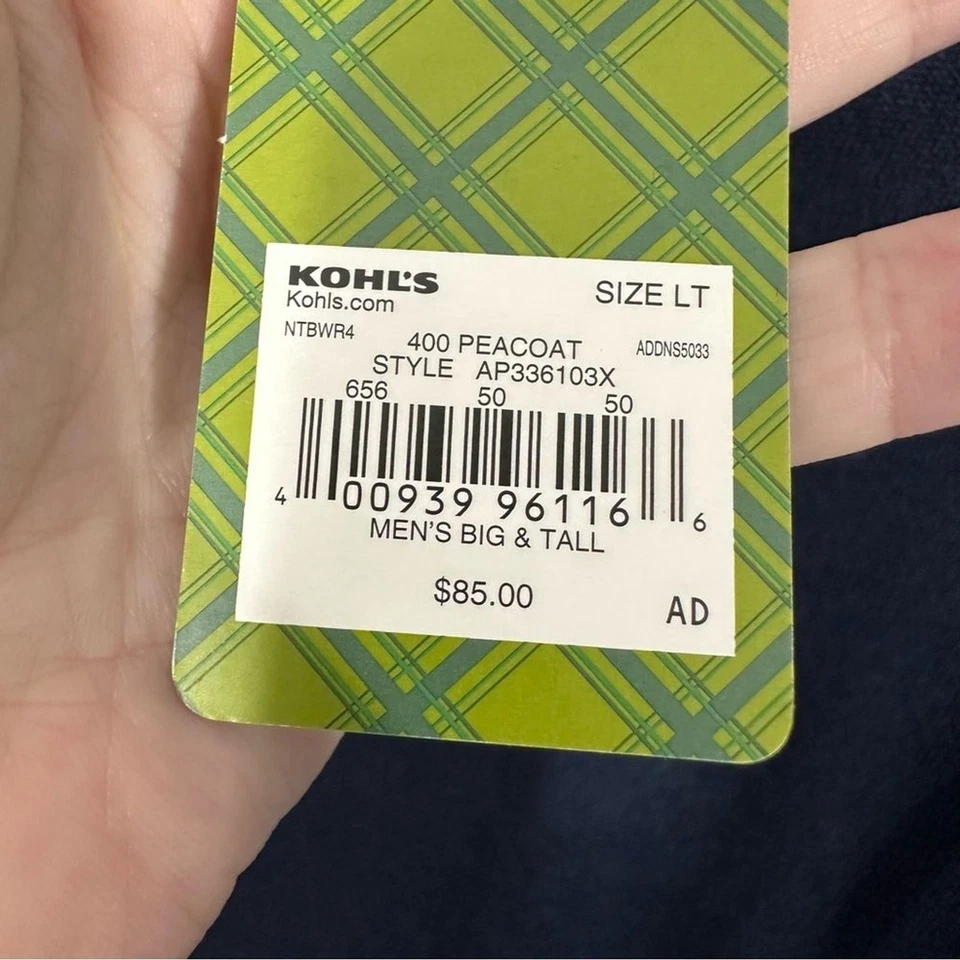 KOHL'S
Kohls.com
SIZE LT
NTBWR4
400 PEACOAT
ADDNS5033
STYLE AP336103X
656 50 50
4 00939 96116 6
MEN'S BIG & TALL
$85.00
AD